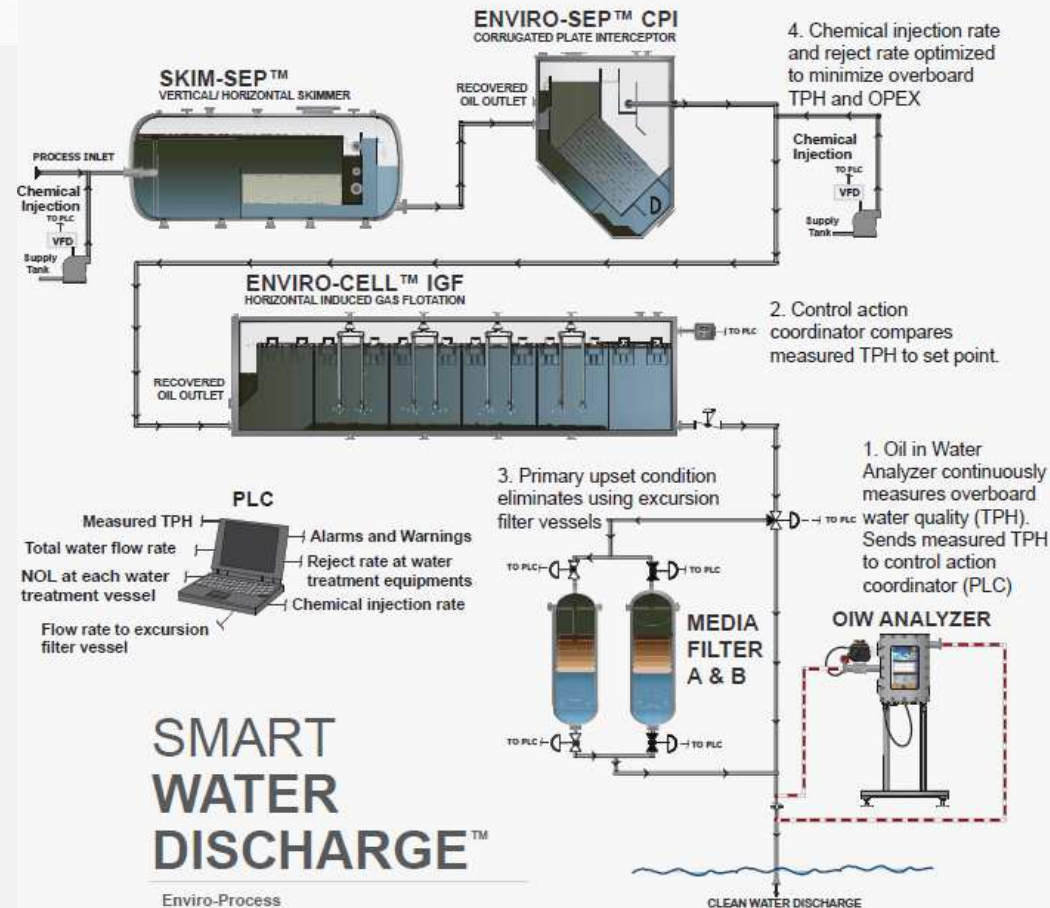 ENVIRO-SEP™ CPI
CORRUGATED PLATE INTERCEPTOR
4. Chemical injection rate
and reject rate optimized
to minimize overboard
TPH and OPEX
SKIM-SEP™
VERTICAL/ HORIZONTAL SKIMMER
RECOVERED
OIL OUTLET
PROCESS INLET
Chemical
Injection
TO PLC
VFD
Supply
Tank
Chemical
Injection
TO PLC
VFD
Supply
Tank
ENVIRO-CELL™ IGF
HORIZONTAL INDUCED GAS FLOTATION
TO PLC
RECOVERED
OIL OUTLET
2. Control action
coordinator compares
measured TPH to set point.
3. Primary upset condition
eliminates using excursion
filter vessels
TO PLC
1. Oil in Water
Analyzer continuously
measures overboard
water quality (TPH).
Sends measured TPH
to control action
coordinator (PLC)
PLC
Measured TPH
Total water flow rate
NOL at each water
treatment vessel
Flow rate to excursion
filter vessel
Alarms and Warnings
Reject rate at water
treatment equipments
Chemical injection rate
TO PLC
TO PLC
MEDIA
FILTER
A & B
TO PLC
TO PLC
OIW ANALYZER
SMART
WATER
DISCHARGE™
Enviro-Process
CLEAN WATER DISCHARGE